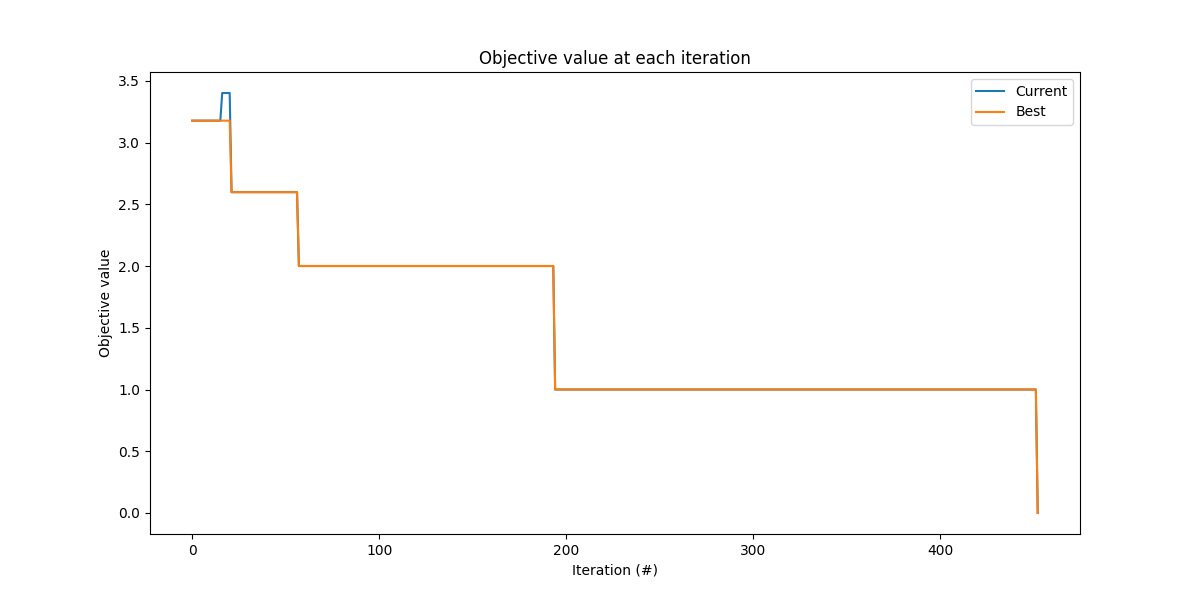 Objective value at each iteration
3.5
3.0
2.5
2.0
1.5
1.0
0.5
0.0
Objective value
Current
Best
0
100
200
300
400
Iteration (#)